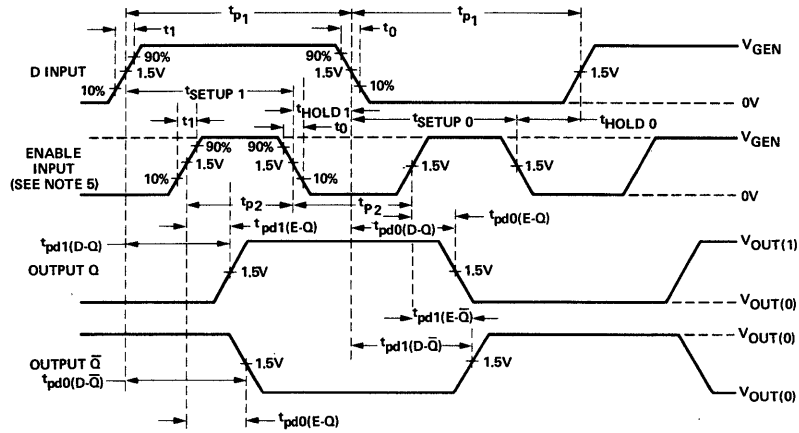 tp1 tp1
t1 t0
90% 90% VGEN
D INPUT 1.5V 1.5V 1.5V
10% 10% 0V
tSETUP 1
tHOLD 1
t1 t0 tSETUP 0 tHOLD 0
VGEN
90% 90%
ENABLE INPUT (SEE NOTE 5) 1.5V 1.5V 1.5V 1.5V
10% 10% 0V
tp2 tp2
tpd1(E-Q) tpd0(D-Q) tpd0(E-Q)
tpd1(D-Q) VOUT(1)
OUTPUT Q 1.5V 1.5V
VOUT(0)
tpd1(E-Q̅)
VOUT(0)
tpd1(D-Q̅)
OUTPUT Q̅ 1.5V 1.5V
tpd0(D-Q̅) VOUT(0)
tpd0(E-Q)